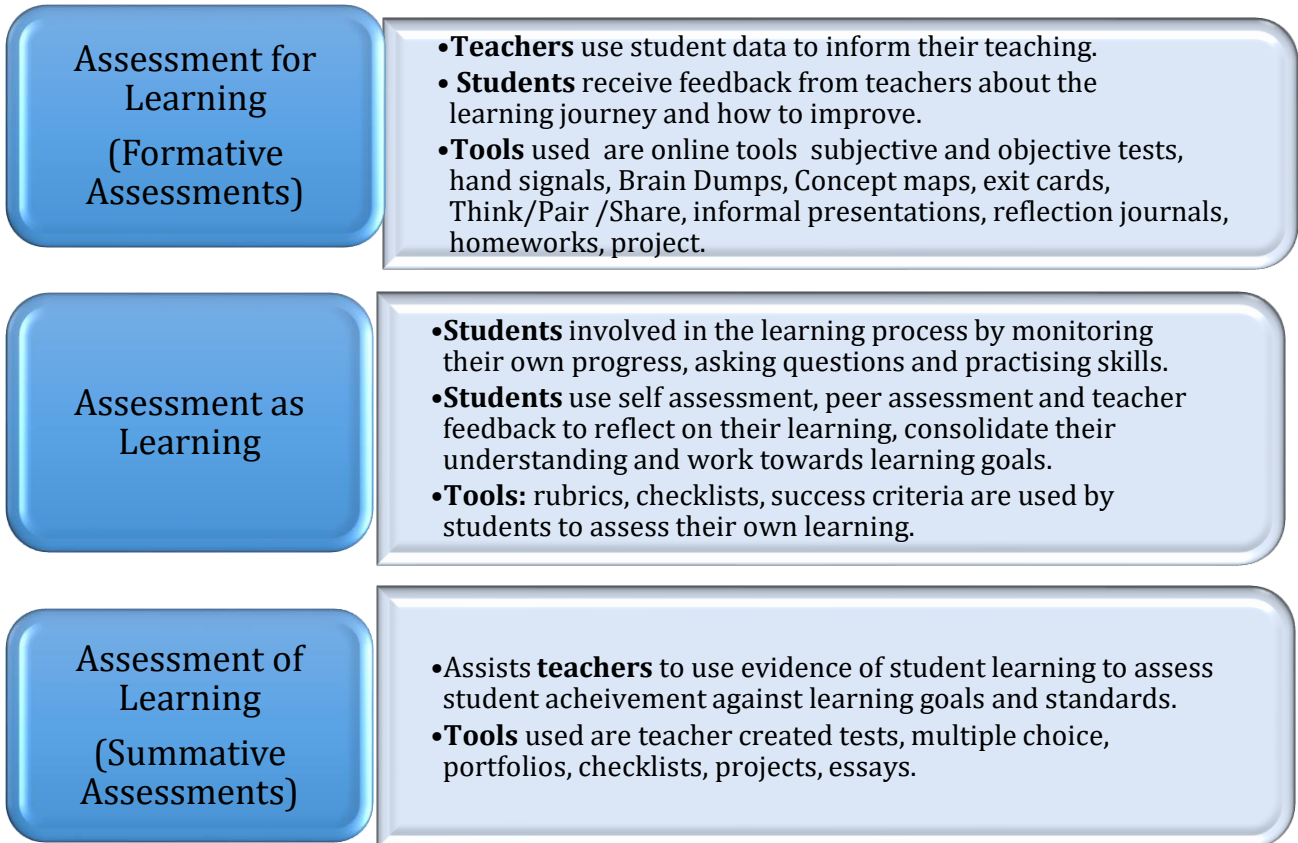 Assessment for
Learning
(Formative
Assessments)
•Teachers use student data to inform their teaching.
• Students receive feedback from teachers about the
learning journey and how to improve.
•Tools used are online tools subjective and objective tests,
hand signals, Brain Dumps, Concept maps, exit cards,
Think/Pair /Share, informal presentations, reflection journals,
homeworks, project.
Assessment as
Learning
•Students involved in the learning process by monitoring
their own progress, asking questions and practising skills.
•Students use self assessment, peer assessment and teacher
feedback to reflect on their learning, consolidate their
understanding and work towards learning goals.
•Tools: rubrics, checklists, success criteria are used by
students to assess their own learning.
Assessment of
Learning
(Summative
Assessments)
•Assists teachers to use evidence of student learning to assess
student acheivement against learning goals and standards.
•Tools used are teacher created tests, multiple choice,
portfolios, checklists, projects, essays.